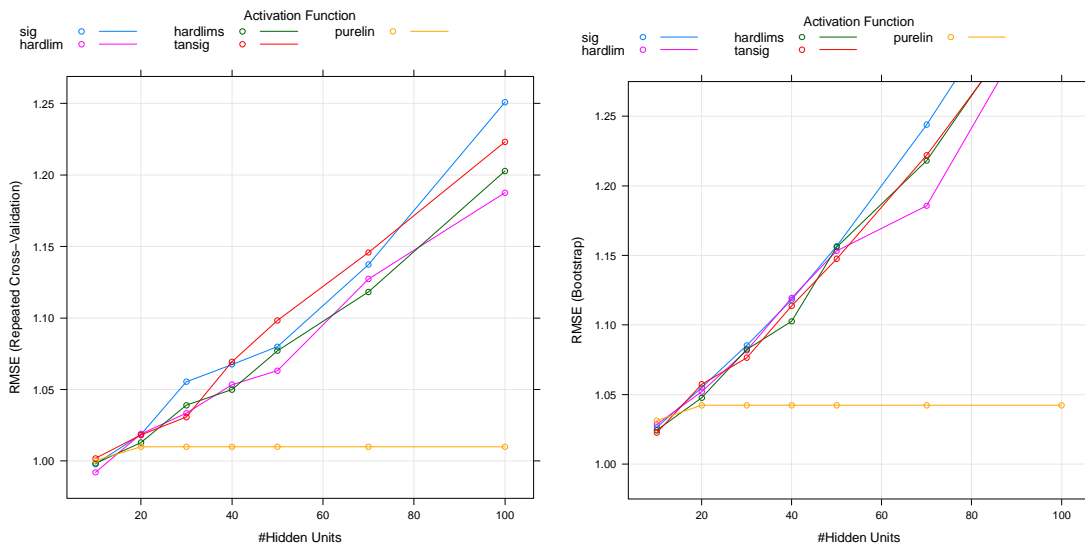 Activation Function
sig hardlims purelin
hardlim tansig
RMSE (Repeated Cross−Validation)
1.25
1.20
1.15
1.10
1.05
1.00
20 40 60 80 100
#Hidden Units
Activation Function
sig hardlims purelin
hardlim tansig
RMSE (Bootstrap)
1.25
1.20
1.15
1.10
1.05
1.00
20 40 60 80 100
#Hidden Units